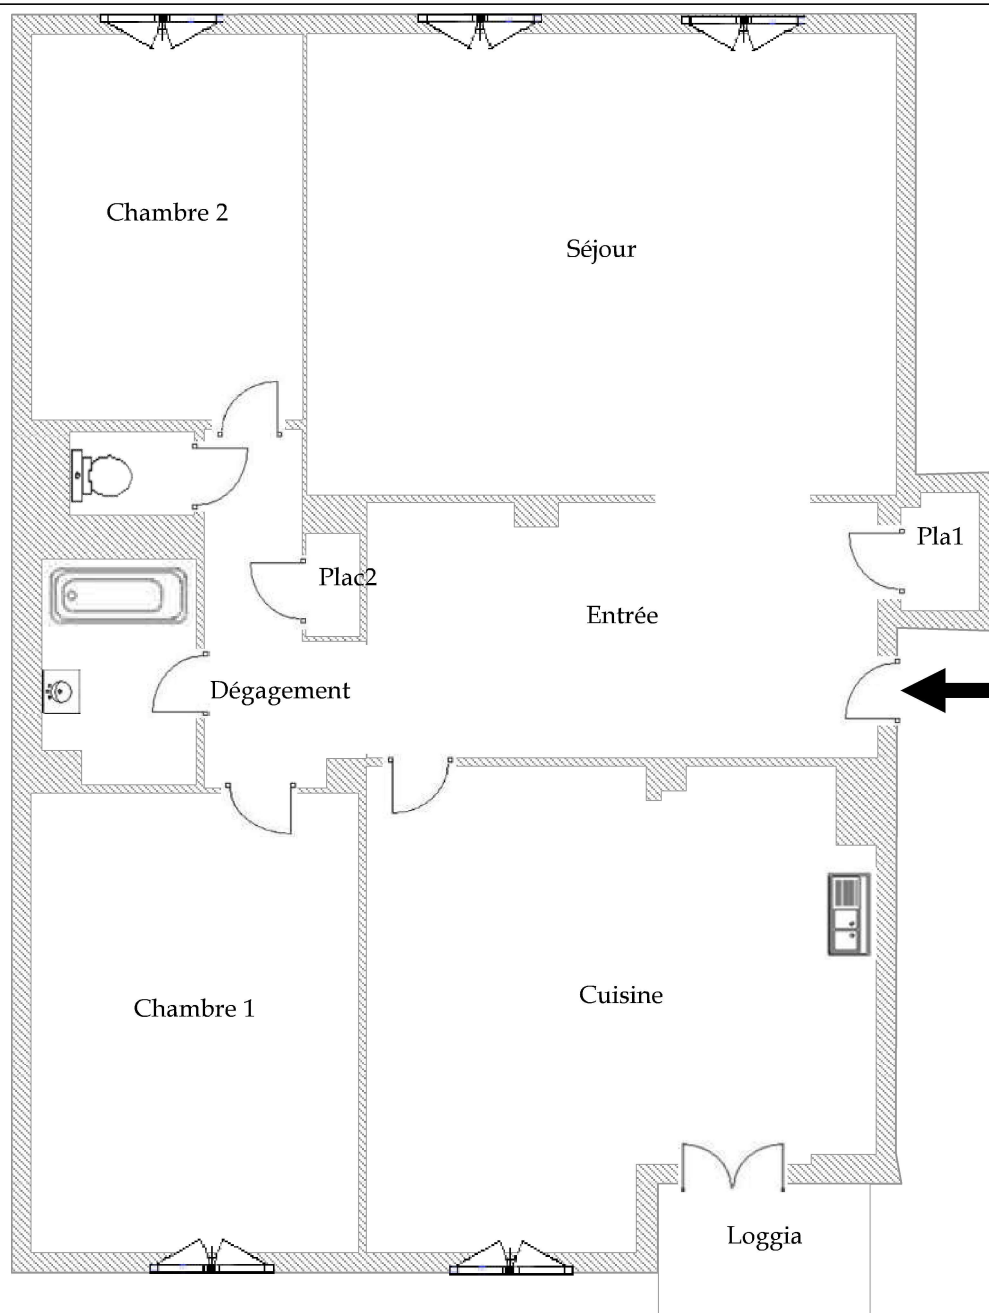 Chambre 2
Séjour
Pla1
Plac2
Entrée
Dégagement
Cuisine
Chambre 1
Loggia